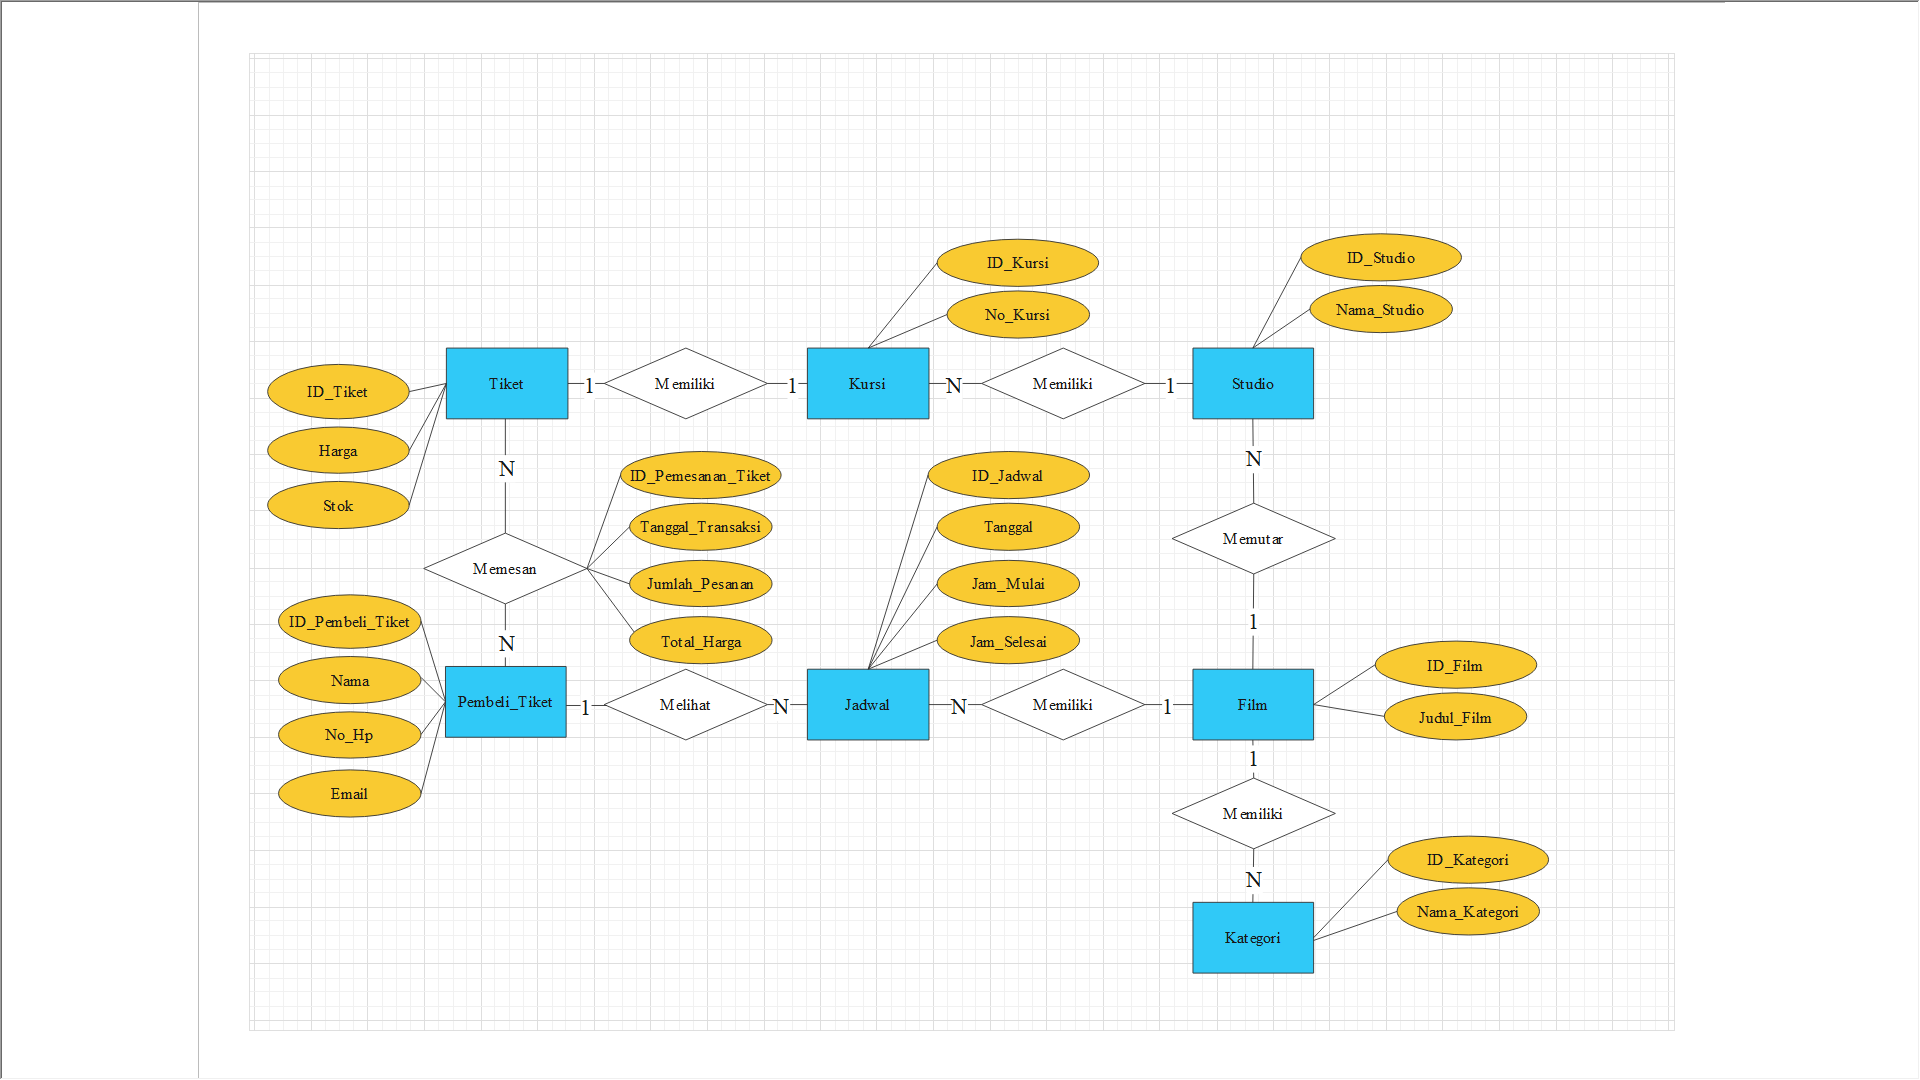 ID_Kursi
No_Kursi
ID_Studio
Nama_Studio
ID_Tiket
Harga
Stok
Tiket
1
Memiliki
1
Kursi
N
Memiliki
1
Studio
N
ID_Pemesanan_Tiket
Tanggal_Transaksi
Jumlah_Pesanan
Total_Harga
Memesan
N
ID_Jadwal
Tanggal
Jam_Mulai
Jam_Selesai
N
Memutar
1
ID_Pembeli_Tiket
Nama
No_Hp
Email
Pembeli_Tiket
1
Melihat
N
Jadwal
N
Memiliki
1
Film
ID_Film
Judul_Film
1
Memiliki
N
Kategori
ID_Kategori
Nama_Kategori